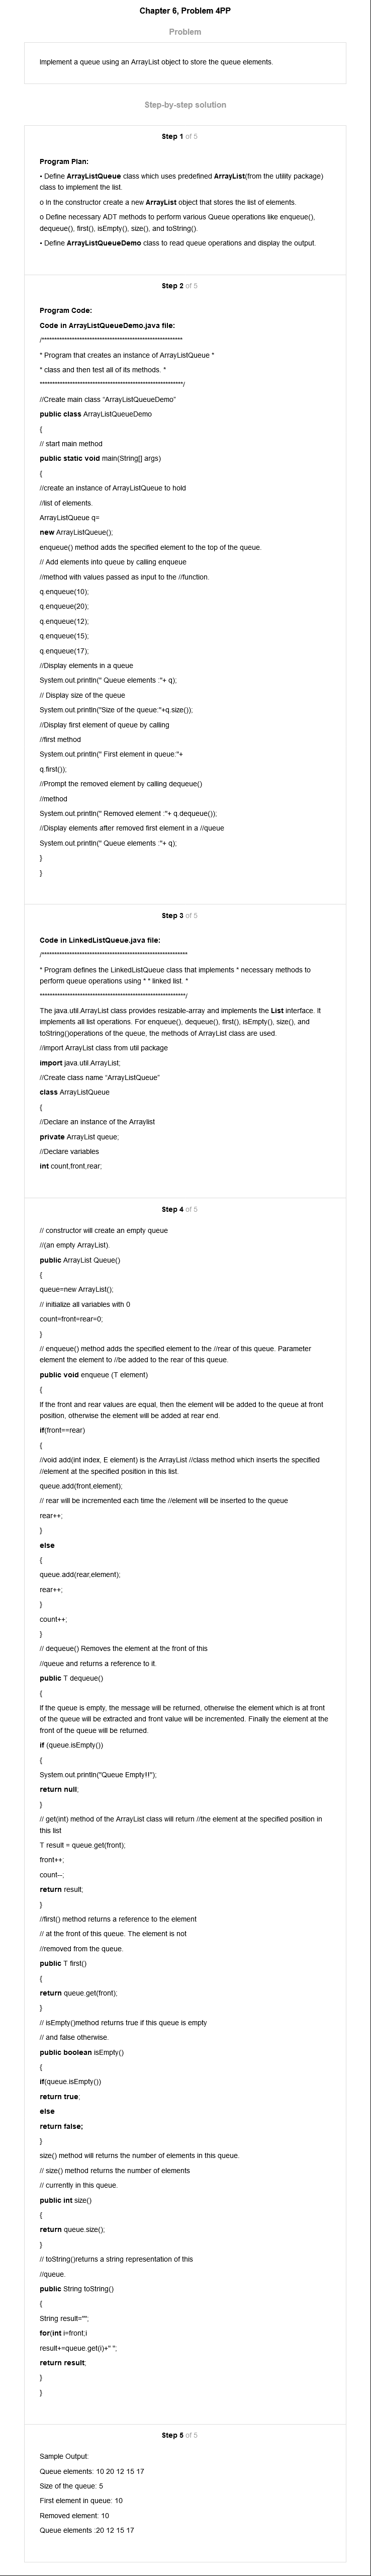 Chapter 6, Problem 4PP
Problem
Implement a queue using an ArrayList object to store the queue elements.
Step-by-step solution
Step 1 of 5
Program Plan:
• Define ArrayListQueue class which uses predefined ArrayList(from the utility package)
class to implement the list.
o In the constructor create a new ArrayList object that stores the list of elements.
o Define necessary ADT methods to perform various Queue operations like enqueue(),
dequeue(), first(), isEmpty(), size(), and toString().
• Define ArrayListQueueDemo class to read queue operations and display the output.
Step 2 of 5
Program Code:
Code in ArrayListQueueDemo.java file:
/********************************************************
* Program that creates an instance of ArrayListQueue *
* class and then test all of its methods. *
*********************************************************/
//Create main class "ArrayListQueueDemo"
public class ArrayListQueueDemo
{
// start main method
public static void main(String[] args)
{
//create an instance of ArrayListQueue to hold
//list of elements.
ArrayListQueue q=
new ArrayListQueue();
enqueue() method adds the specified element to the top of the queue.
// Add elements into queue by calling enqueue
//method with values passed as input to the //function.
q.enqueue(10);
q.enqueue(20);
q.enqueue(12);
q.enqueue(15);
q.enqueue(17);
//Display elements in a queue
System.out.println(" Queue elements :"+ q);
// Display size of the queue
System.out.println("Size of the queue:"+q.size());
//Display first element of queue by calling
//first method
System.out.println(" First element in queue:"+
q.first());
//Prompt the removed element by calling dequeue()
//method
System.out.println(" Removed element :"+ q.dequeue());
//Display elements after removed first element in a //queue
System.out.println(" Queue elements :"+ q);
}
}
Step 3 of 5
Code in LinkedListQueue.java file:
/**********************************************************
* Program defines the LinkedListQueue class that implements * necessary methods to
perform queue operations using * * linked list. *
**********************************************************/
The java.util.ArrayList class provides resizable-array and implements the List interface. It
implements all list operations. For enqueue(), dequeue(), first(), isEmpty(), size(), and
toString()operations of the queue, the methods of ArrayList class are used.
//import ArrayList class from util package
import java.util.ArrayList;
//Create class name "ArrayListQueue"
class ArrayListQueue
{
//Declare an instance of the Arraylist
private ArrayList queue;
//Declare variables
int count,front,rear;
Step 4 of 5
// constructor will create an empty queue
//(an empty ArrayList).
public ArrayList Queue()
{
queue=new ArrayList();
// initialize all variables with 0
count=front=rear=0;
}
// enqueue() method adds the specified element to the //rear of this queue. Parameter
element the element to //be added to the rear of this queue.
public void enqueue (T element)
{
If the front and rear values are equal, then the element will be added to the queue at front
position, otherwise the element will be added at rear end.
if(front==rear)
{
//void add(int index, E element) is the ArrayList //class method which inserts the specified
//element at the specified position in this list.
queue.add(front,element);
// rear will be incremented each time the //element will be inserted to the queue
rear++;
}
else
{
queue.add(rear,element);
rear++;
}
count++;
}
// dequeue() Removes the element at the front of this
//queue and returns a reference to it.
public T dequeue()
{
If the queue is empty, the message will be returned, otherwise the element which is at front
of the queue will be extracted and front value will be incremented. Finally the element at the
front of the queue will be returned.
if (queue.isEmpty())
{
System.out.println("Queue Empty!!");
return null;
}
// get(int) method of the ArrayList class will return //the element at the specified position in
this list
T result = queue.get(front);
front++;
count--;
return result;
}
//first() method returns a reference to the element
// at the front of this queue. The element is not
//removed from the queue.
public T first()
{
return queue.get(front);
}
// isEmpty()method returns true if this queue is empty
// and false otherwise.
public boolean isEmpty()
{
if(queue.isEmpty())
return true;
else
return false;
}
size() method will returns the number of elements in this queue.
// size() method returns the number of elements
// currently in this queue.
public int size()
{
return queue.size();
}
// toString()returns a string representation of this
//queue.
public String toString()
{
String result="";
for(int i=front;i
result+=queue.get(i)+" ";
return result;
}
}
Step 5 of 5
Sample Output:
Queue elements: 10 20 12 15 17
Size of the queue: 5
First element in queue: 10
Removed element: 10
Queue elements :20 12 15 17